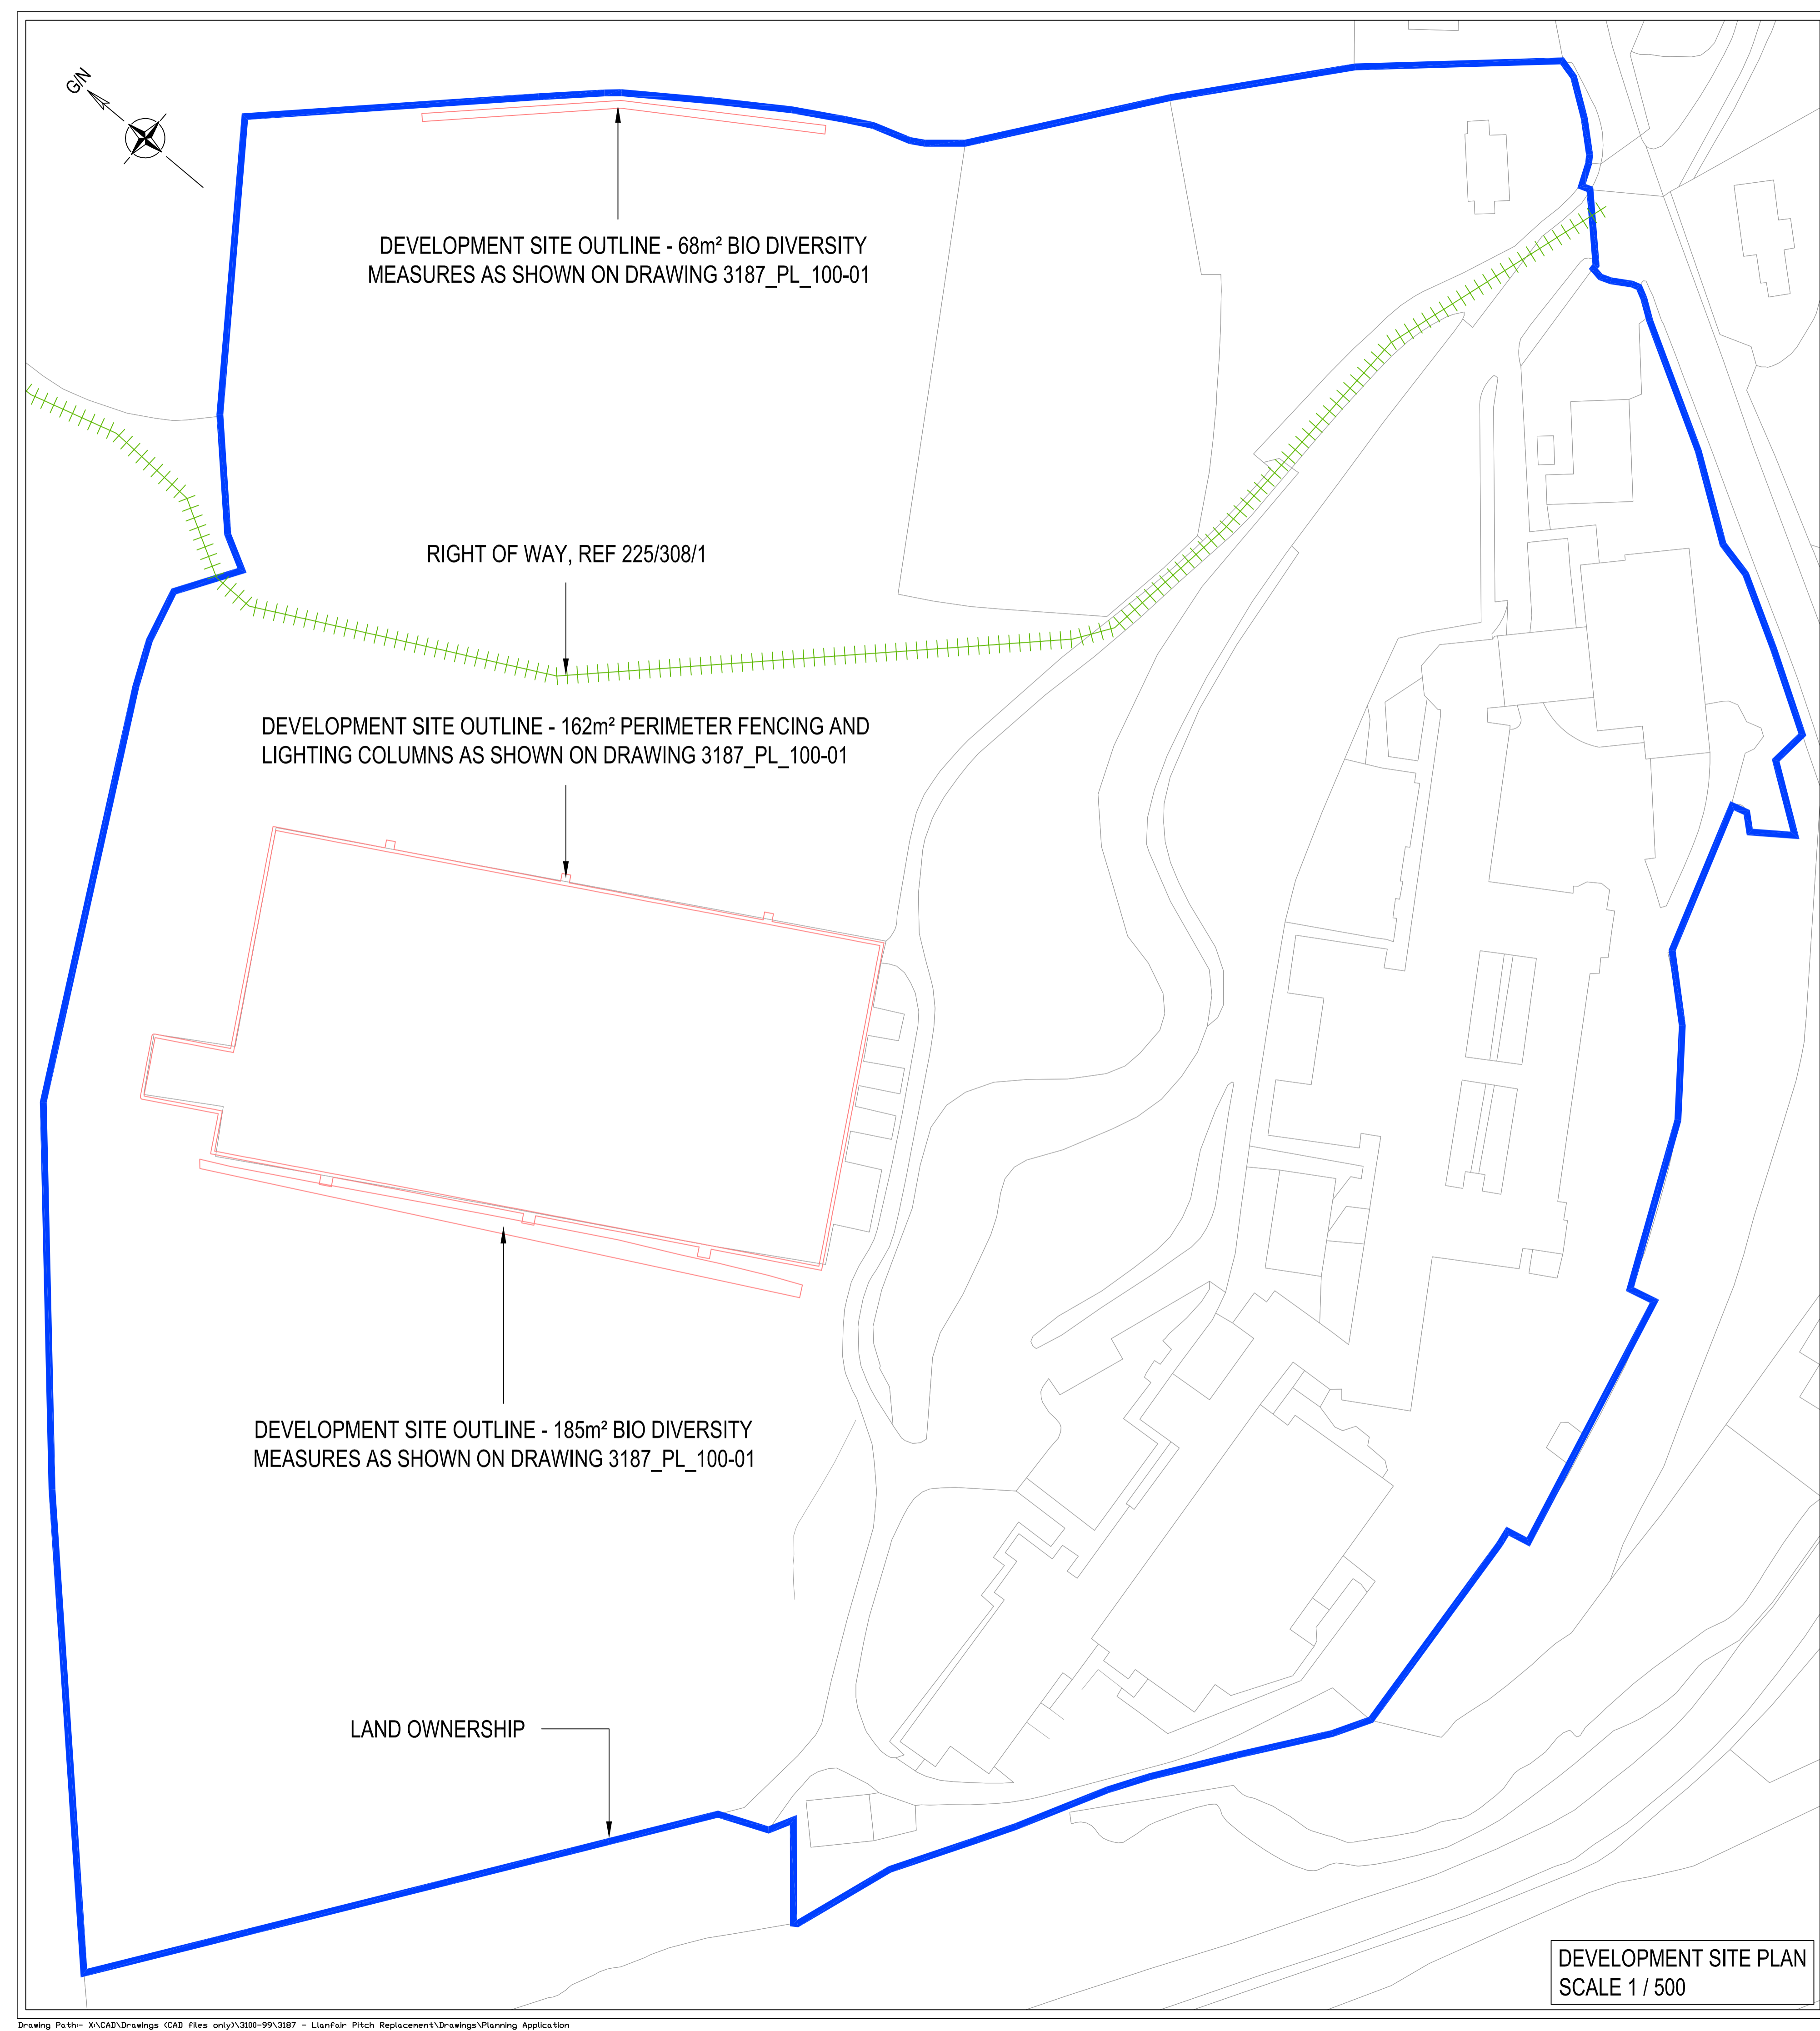 G/N
DEVELOPMENT SITE OUTLINE - 68m² BIO DIVERSITY
MEASURES AS SHOWN ON DRAWING 3187_PL_100-01
RIGHT OF WAY, REF 225/308/1
DEVELOPMENT SITE OUTLINE - 162m² PERIMETER FENCING AND
LIGHTING COLUMNS AS SHOWN ON DRAWING 3187_PL_100-01
DEVELOPMENT SITE OUTLINE - 185m² BIO DIVERSITY
MEASURES AS SHOWN ON DRAWING 3187_PL_100-01
LAND OWNERSHIP
DEVELOPMENT SITE PLAN
SCALE 1 / 500
Drawing Path:- X:\CAD\Drawings (CAD files only)\3100-99\3187 - Llanfair Pitch Replacement\Drawings\Planning Application